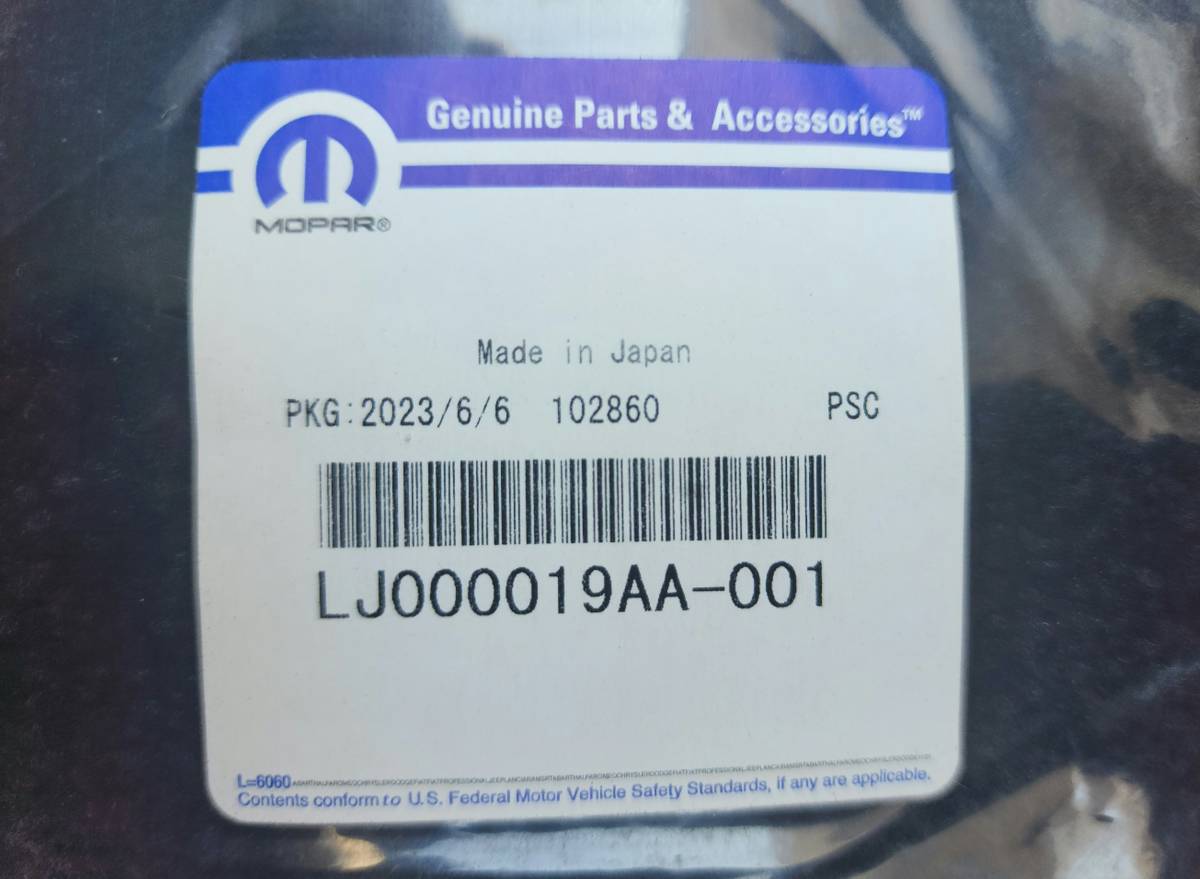 Genuine Parts & Accessories™
MOPAR®
Made in Japan
PKG:2023/6/6 102860 PSC
LJ000019AA-001
L=6060
Contents conform to U.S. Federal Motor Vehicle Safety Standards, if any are applicable.